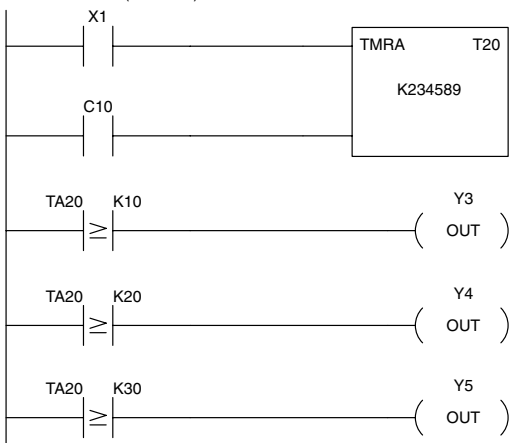 X1
TMRA T20
K234589
C10
TA20 K10 Y3
≥ OUT
TA20 K20 Y4
≥ OUT
TA20 K30 Y5
≥ OUT